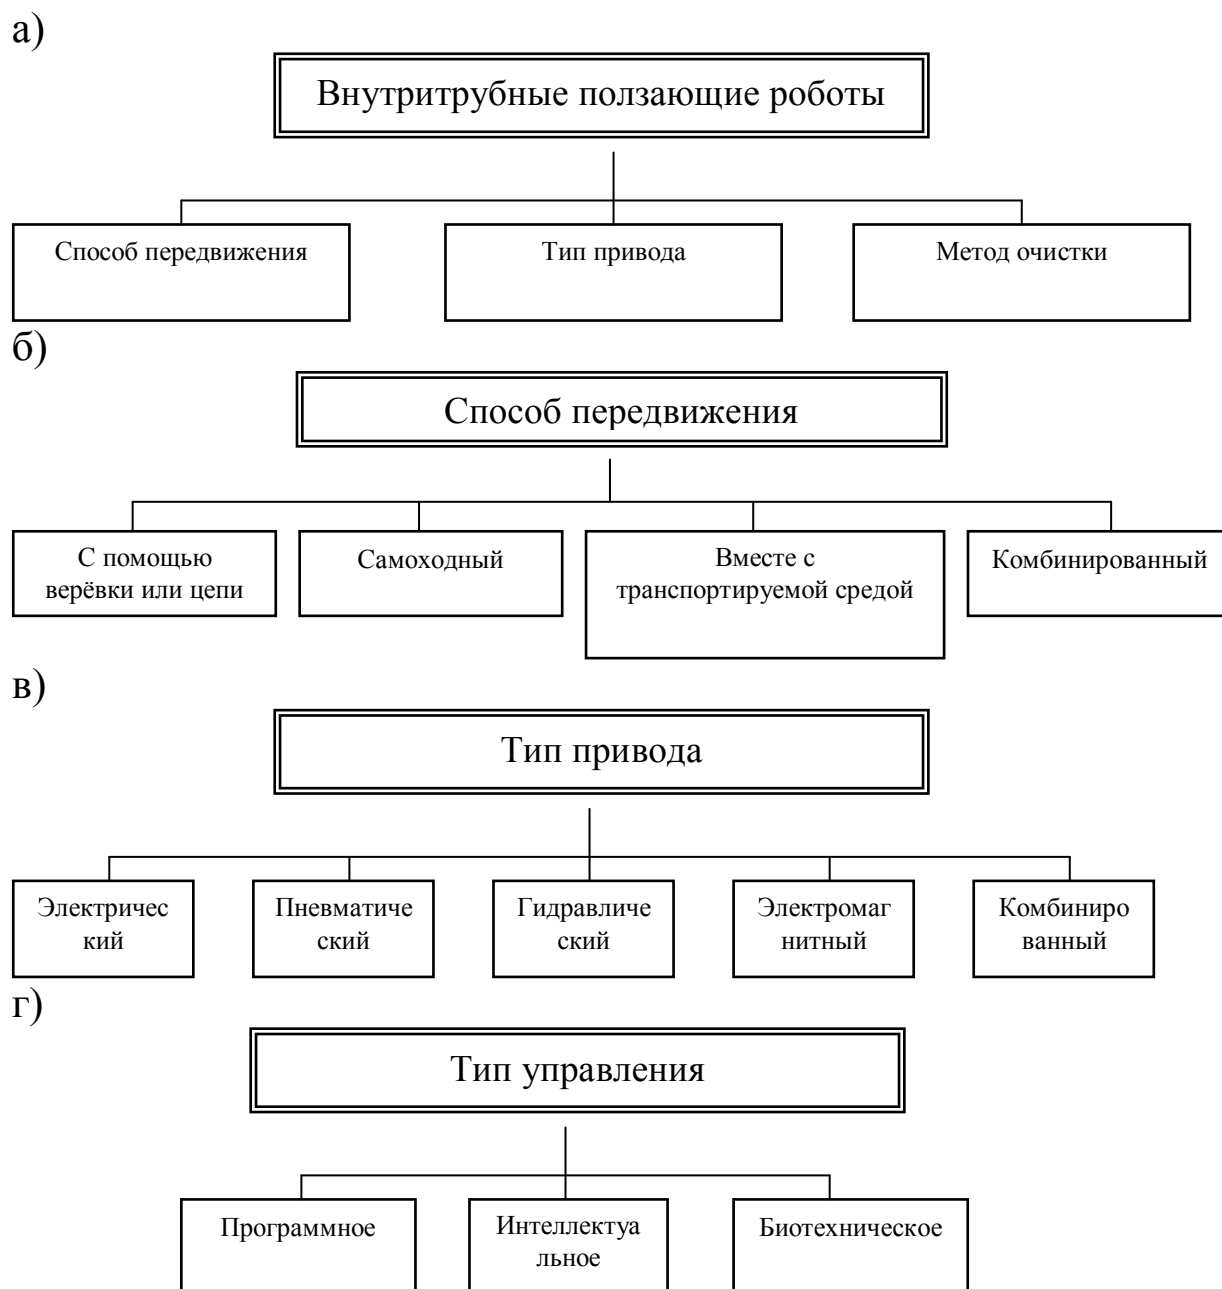 а)
Внутритрубные ползающие роботы
Способ передвижения
Тип привода
Метод очистки
б)
Способ передвижения
С помощью
верёвки или цепи
Самоходный
Вместе с
транспортируемой средой
Комбинированный
в)
Тип привода
Электричес
кий
Пневматиче
ский
Гидравличе
ский
Электромаг
нитный
Комбиниро
ванный
г)
Тип управления
Программное
Интеллектуа
льное
Биотехническое